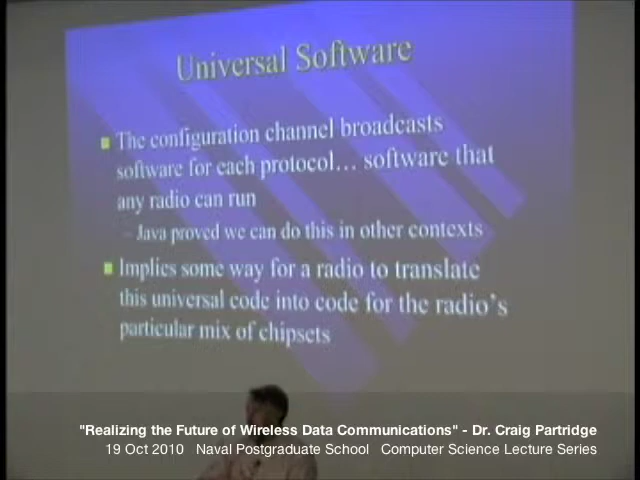 Universal Software
The configuration channel broadcasts
software for each protocol... software that
any radio can run
– Java proved we can do this in other contexts
Implies some way for a radio to translate
this universal code into code for the radio's
particular mix of chipsets
"Realizing the Future of Wireless Data Communications" - Dr. Craig Partridge
19 Oct 2010 Naval Postgraduate School Computer Science Lecture Series